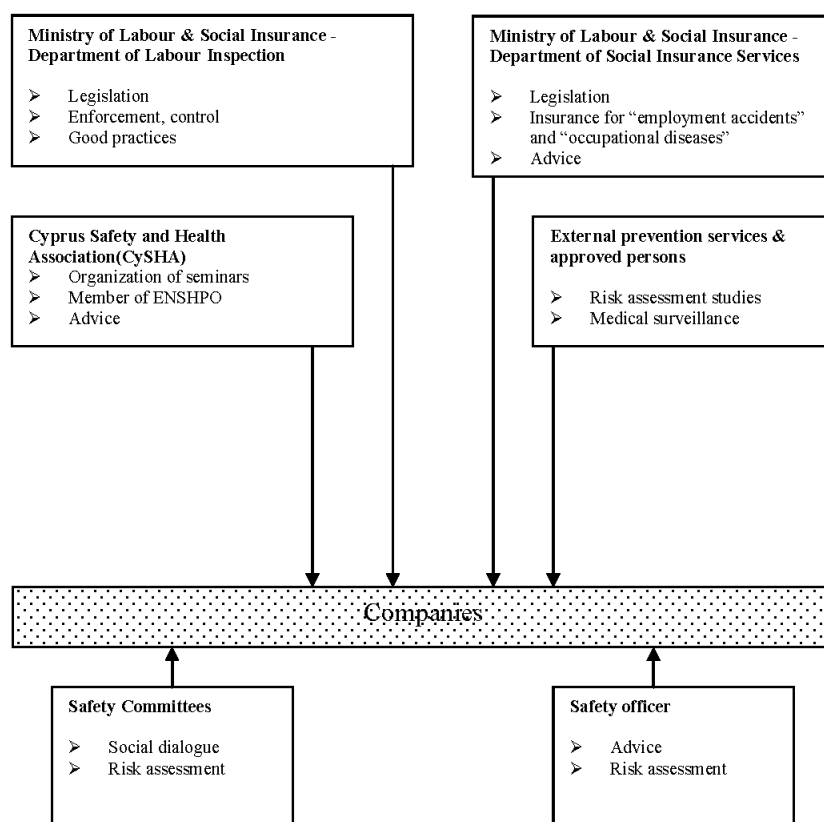 Ministry of Labour & Social Insurance -
Department of Labour Inspection
➢ Legislation
➢ Enforcement, control
➢ Good practices
Ministry of Labour & Social Insurance -
Department of Social Insurance Services
➢ Legislation
➢ Insurance for “employment accidents”
and “occupational diseases”
➢ Advice
Cyprus Safety and Health
Association(CySHA)
➢ Organization of seminars
➢ Member of ENSHPO
➢ Advice
External prevention services &
approved persons
➢ Risk assessment studies
➢ Medical surveillance
Companies
Safety Committees
➢ Social dialogue
➢ Risk assessment
Safety officer
➢ Advice
➢ Risk assessment